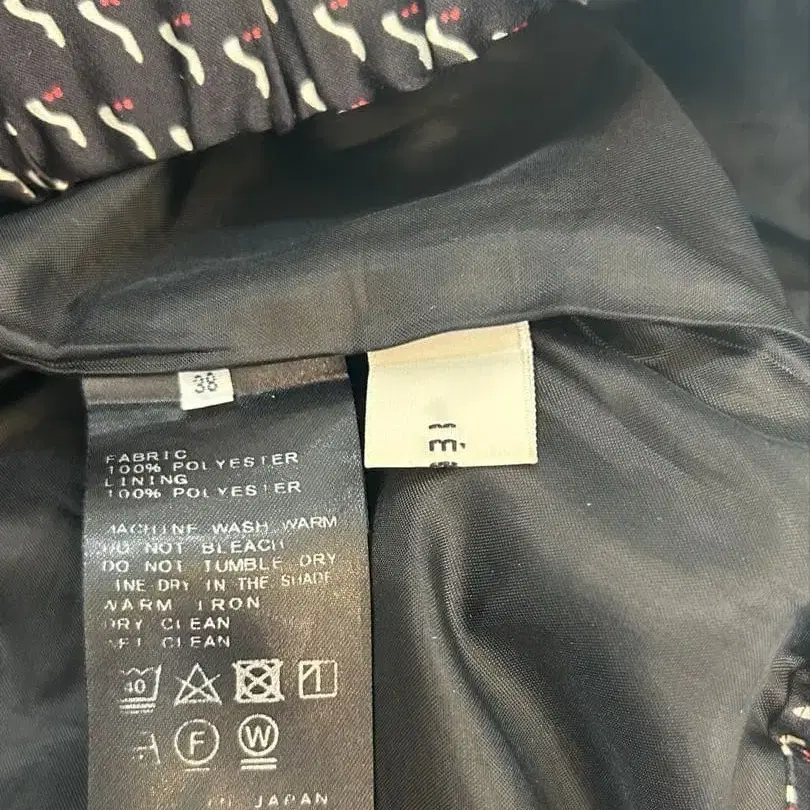 38
FABRIC
100% POLYESTER
LINING
100% POLYESTER
MACHINE WASH WARM
DO NOT BLEACH
DO NOT TUMBLE DRY
LINE DRY IN THE SHADE
WARM IRON
DRY CLEAN
WET CLEAN
40
F
W
JAPAN